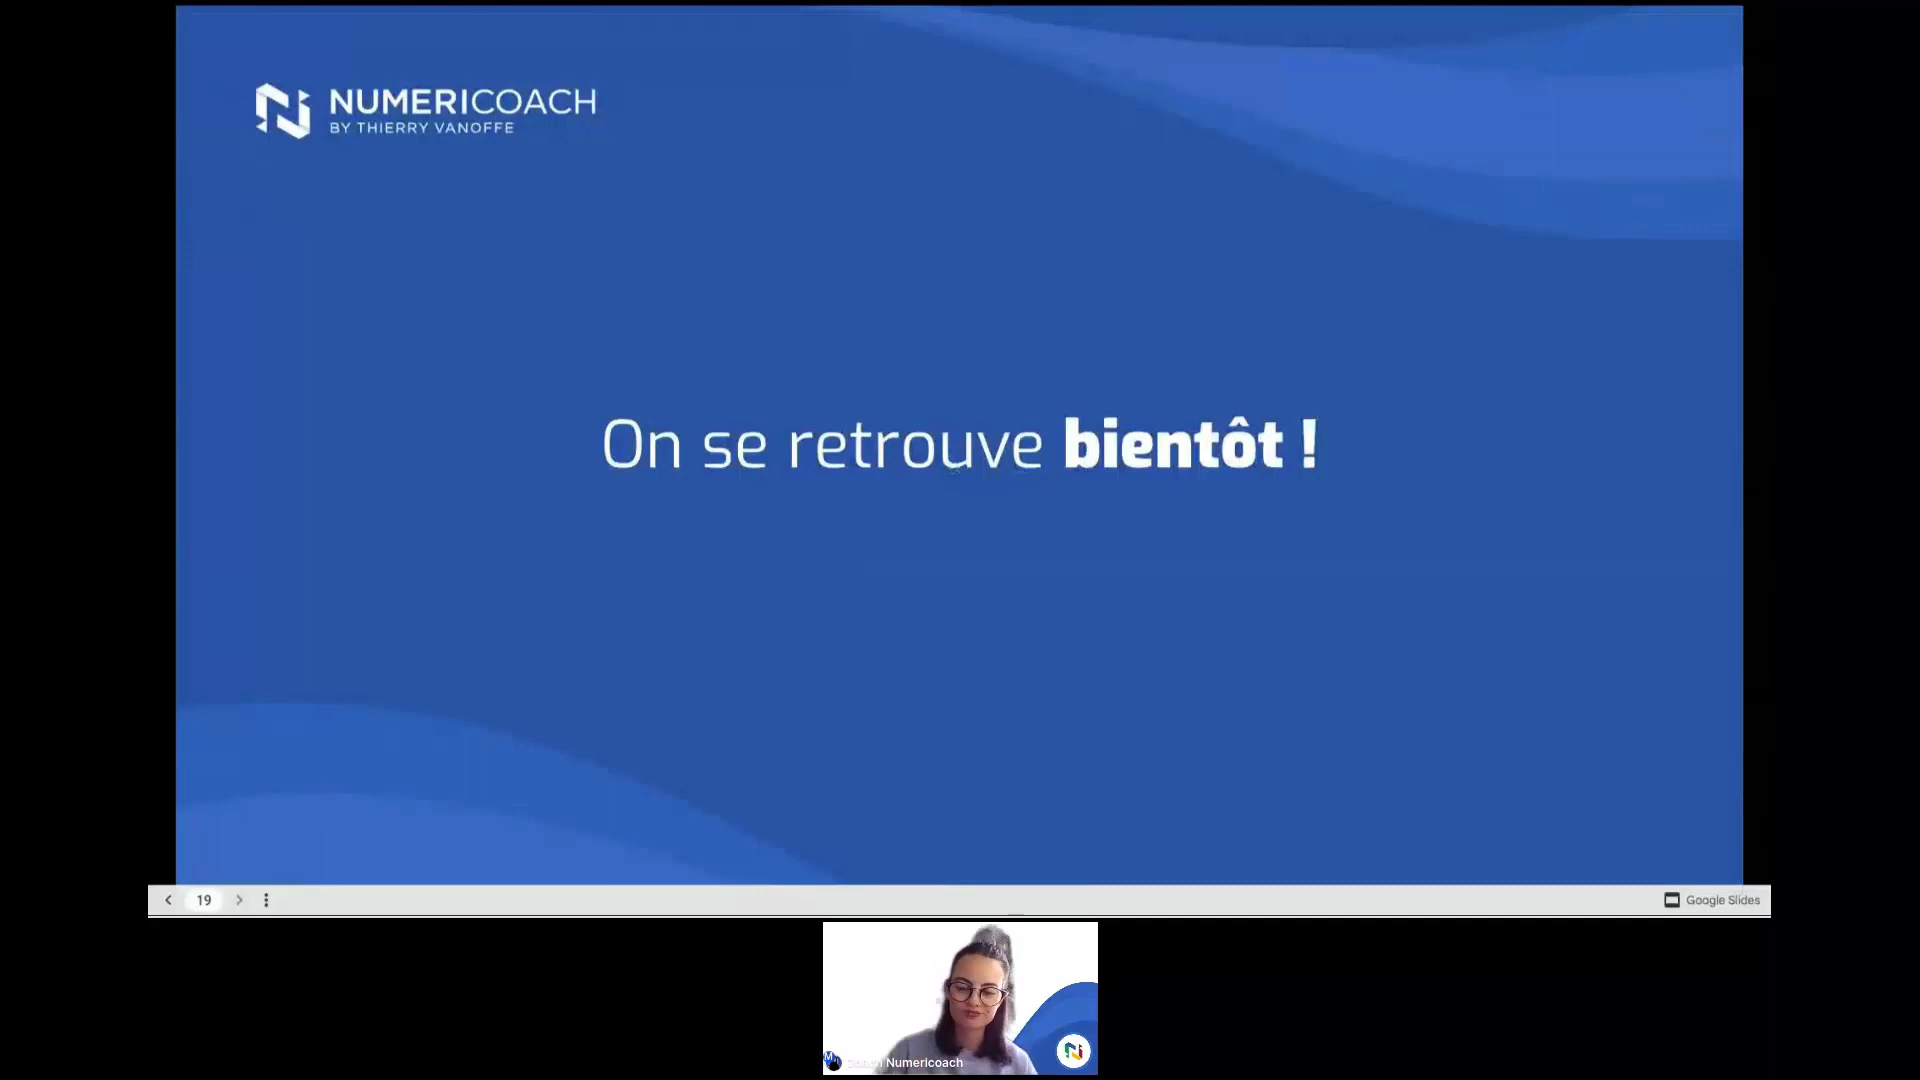 NUMERICOACH
BY THIERRY VANOFFE
On se retrouve bientôt !
19
Google Slides
Numericoach